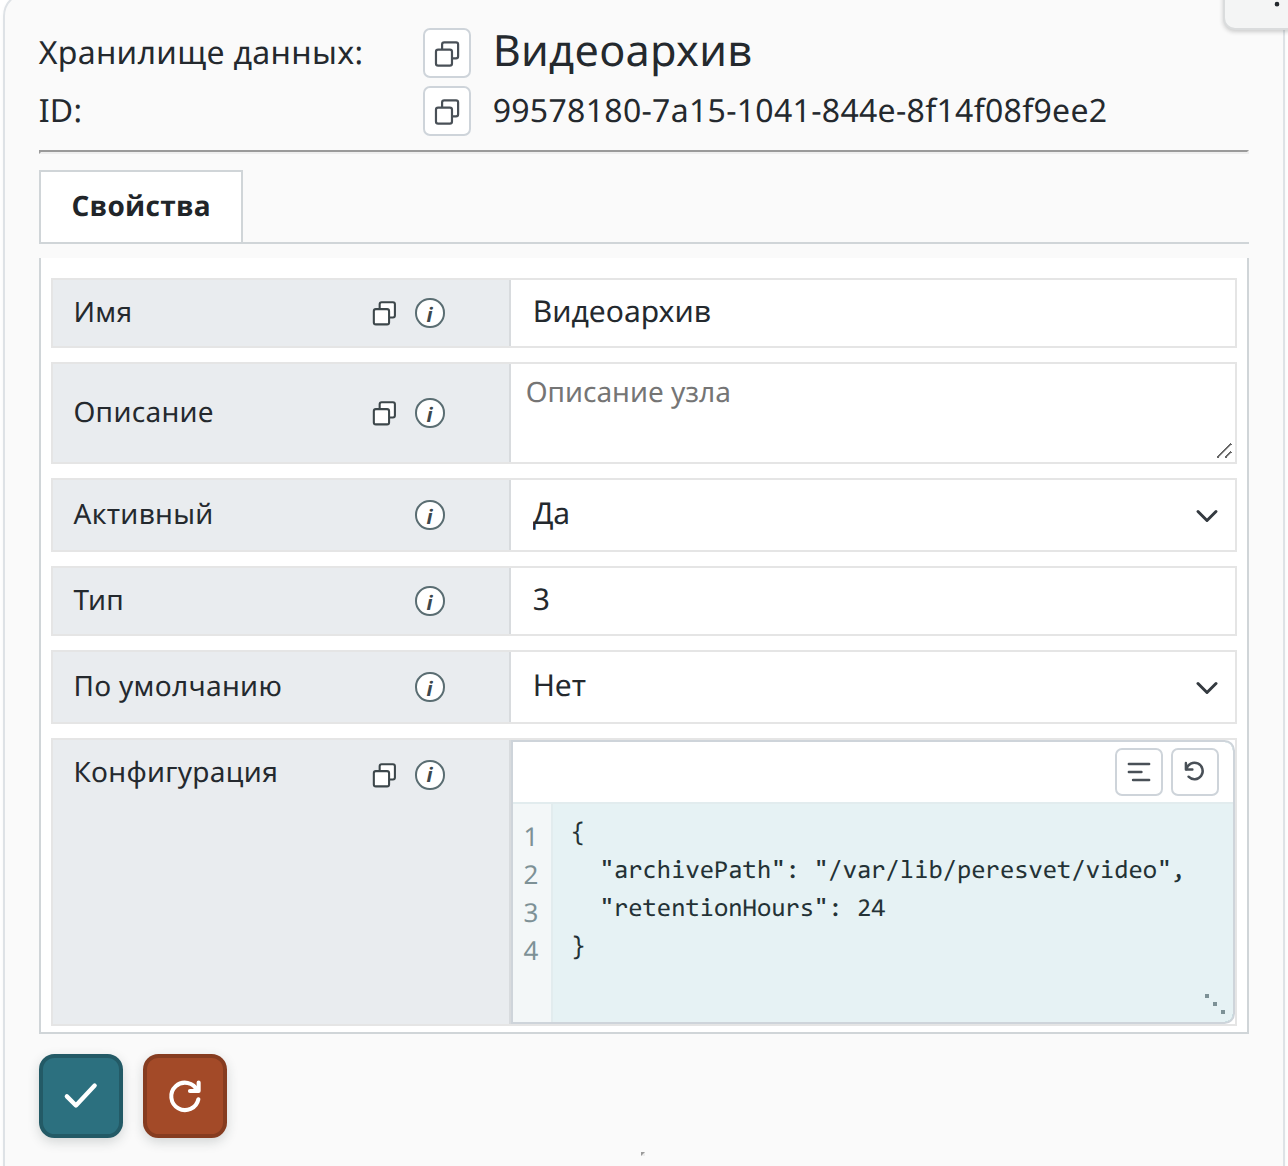 Хранилище данных: Видеоархив
ID: 99578180-7a15-1041-844e-8f14f08f9ee2
Свойства
Имя i Видеоархив
Описание i Описание узла
Активный i Да
Тип i 3
По умолчанию i Нет
Конфигурация i
1 {
2 "archivePath": "/var/lib/peresvet/video",
3 "retentionHours": 24
4 }